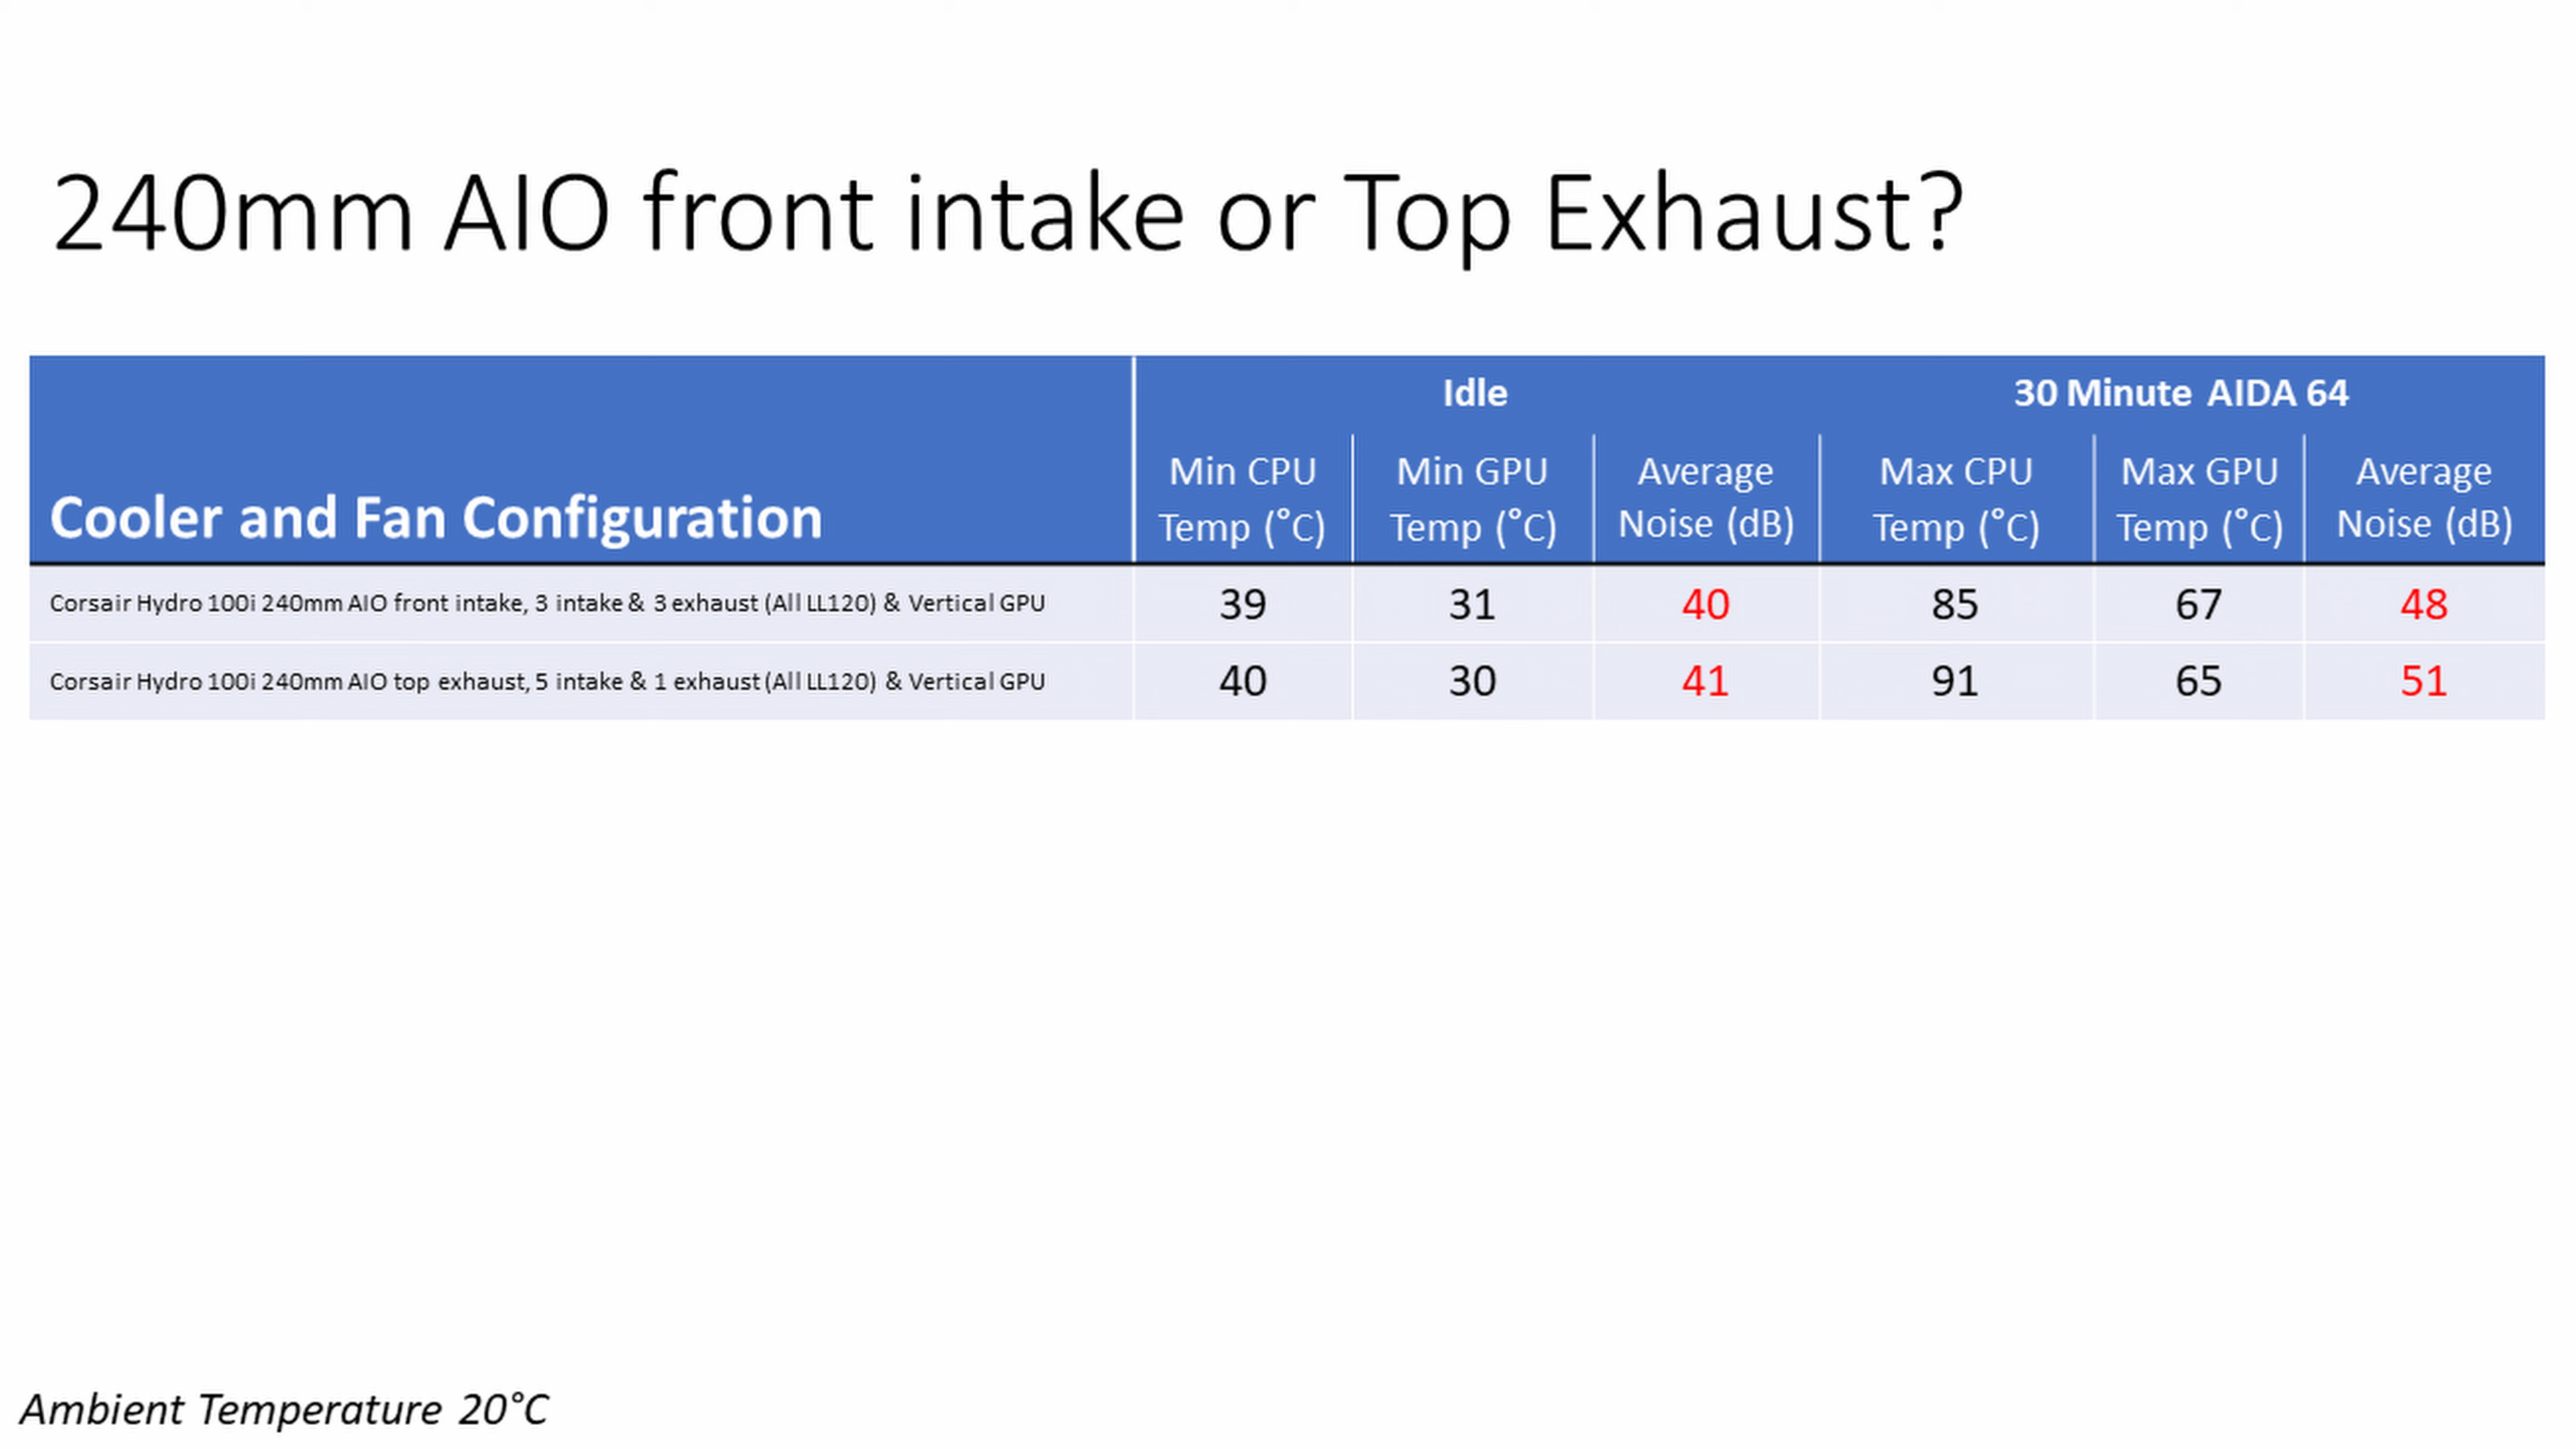 240mm AIO front intake or Top Exhaust?
Idle 30 Minute AIDA 64
Cooler and Fan Configuration
Min CPU Temp (°C)
Min GPU Temp (°C)
Average Noise (dB)
Max CPU Temp (°C)
Max GPU Temp (°C)
Average Noise (dB)
Corsair Hydro 100i 240mm AIO front intake, 3 intake & 3 exhaust (All LL120) & Vertical GPU 39 31 40 85 67 48
Corsair Hydro 100i 240mm AIO top exhaust, 5 intake & 1 exhaust (All LL120) & Vertical GPU 40 30 41 91 65 51
Ambient Temperature 20°C